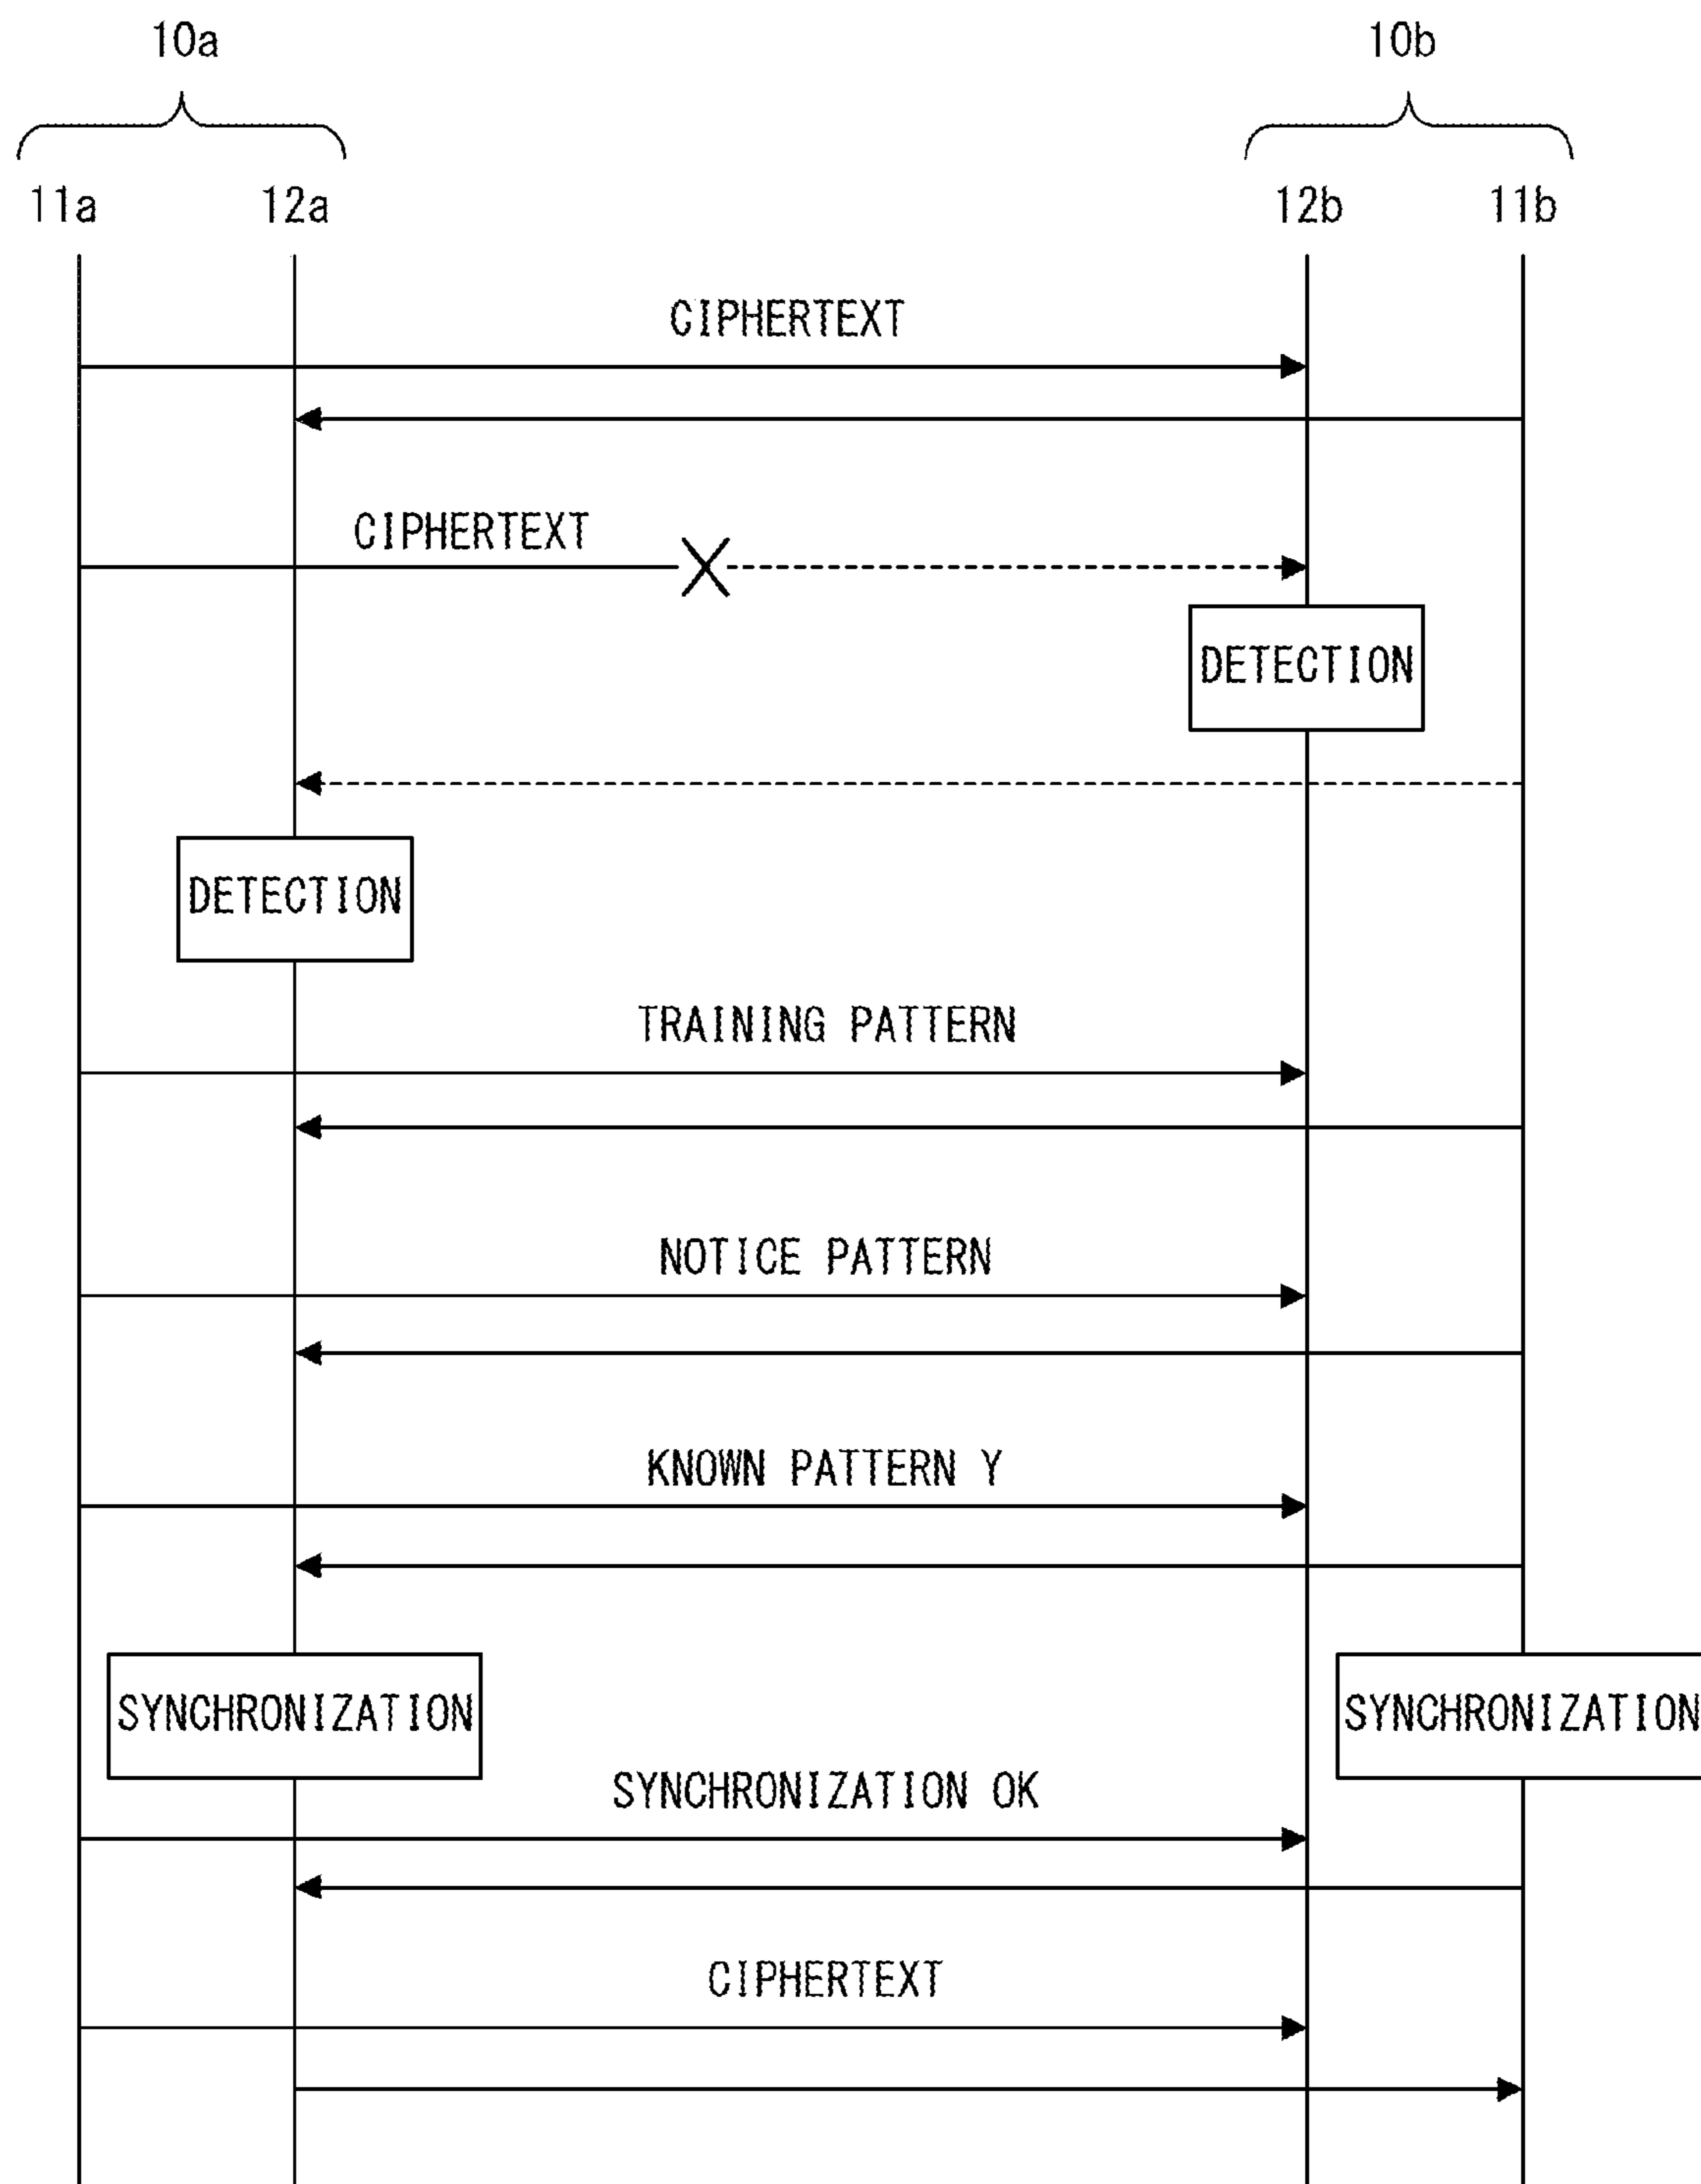 10a 10b
11a 12a 12b 11b
CIPHERTEXT
CIPHERTEXT
DETECTION
DETECTION
TRAINING PATTERN
NOTICE PATTERN
KNOWN PATTERN Y
SYNCHRONIZATION SYNCHRONIZATION
SYNCHRONIZATION OK
CIPHERTEXT